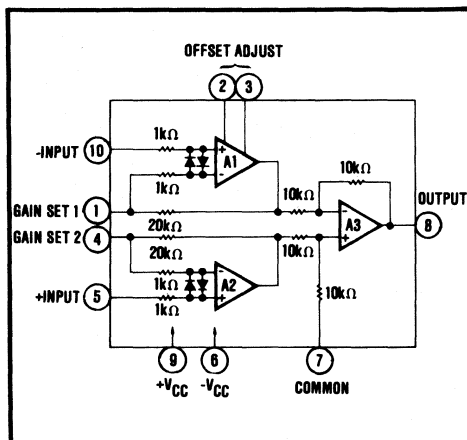 OFFSET ADJUST
2 3
1kΩ
-INPUT 10
+
A1
-
1kΩ
10kΩ
10kΩ
OUTPUT
GAIN SET 1 1
-
A3
8
20kΩ
GAIN SET 2 4
+
20kΩ
10kΩ
-
1kΩ
A2
+INPUT 5
+
1kΩ
10kΩ
9 6 7
+VCC -VCC COMMON